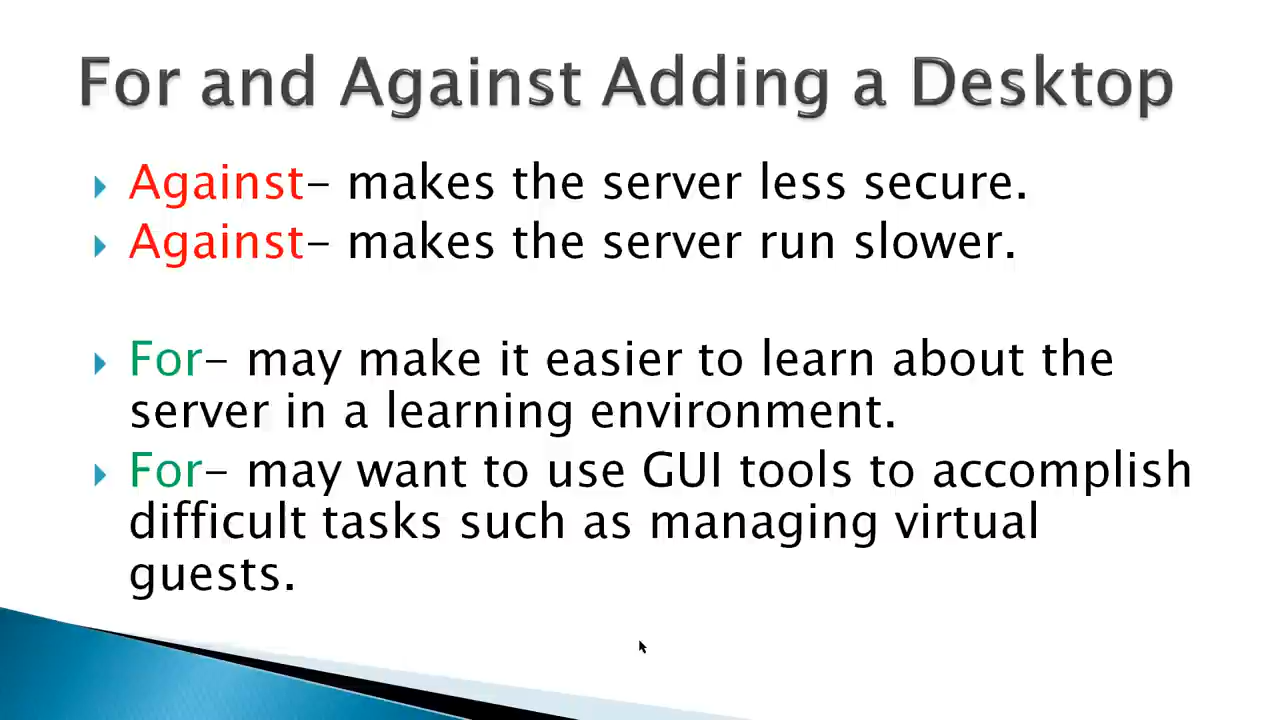 For and Against Adding a Desktop
Against- makes the server less secure.
Against- makes the server run slower.
For- may make it easier to learn about the
server in a learning environment.
For- may want to use GUI tools to accomplish
difficult tasks such as managing virtual
guests.